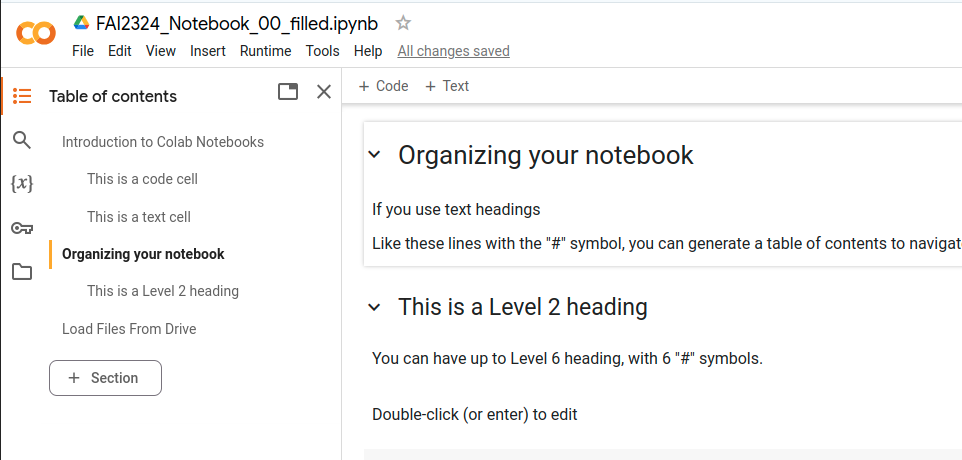 FAI2324_Notebook_00_filled.ipynb
File Edit View Insert Runtime Tools Help All changes saved
Table of contents
+ Code + Text
Introduction to Colab Notebooks
This is a code cell
This is a text cell
Organizing your notebook
This is a Level 2 heading
Load Files From Drive
+ Section
{x}
Organizing your notebook
If you use text headings
Like these lines with the "#" symbol, you can generate a table of contents to navigat
This is a Level 2 heading
You can have up to Level 6 heading, with 6 "#" symbols.
Double-click (or enter) to edit